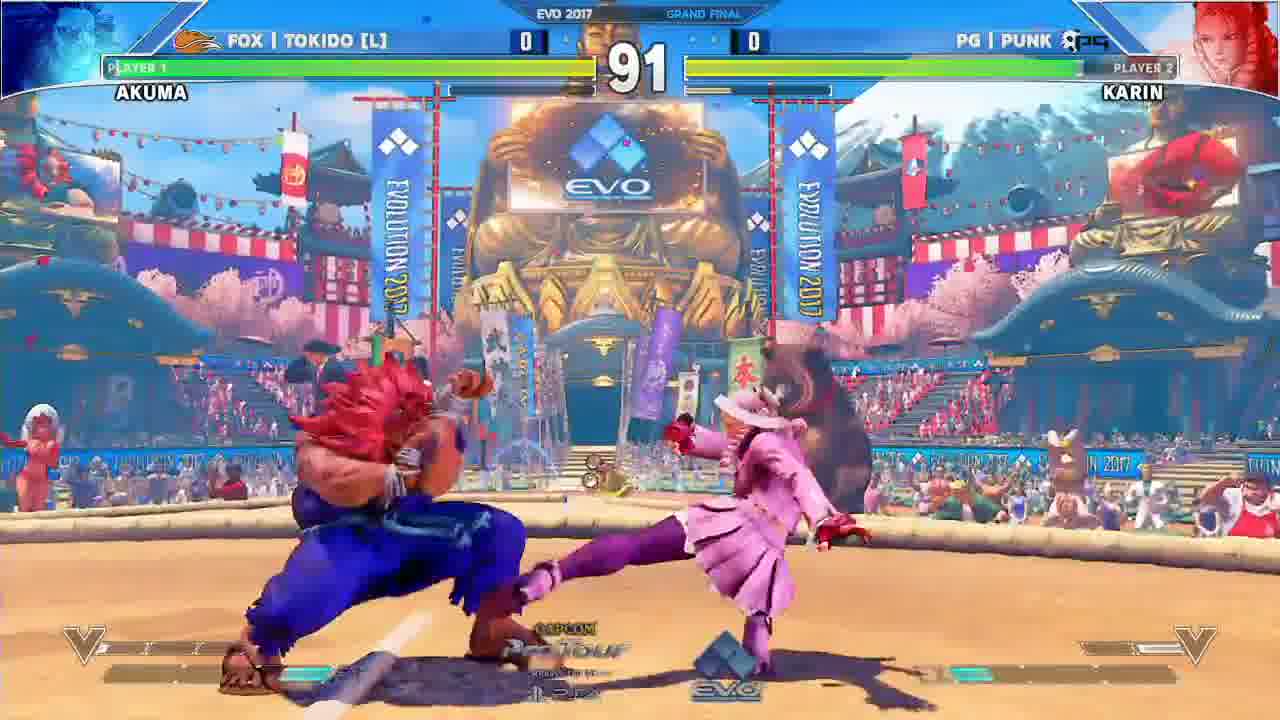 EVO 2017 GRAND FINAL
FOX | TOKIDO [L] 0 0 PG | PUNK
PLAYER 1 91 PLAYER 2
AKUMA KARIN
EVO
EVOLUTION 2017
EVOLUTION 2017
2017
CAPCOM
Pro Tour
EVO